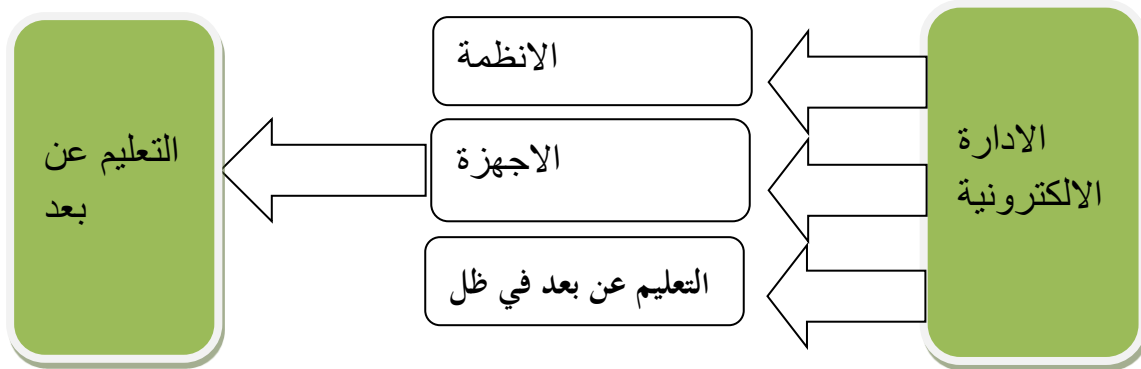 الادارة
الالكترونية
الانظمة
الاجهزة
التعليم عن بعد في ظل
التعليم عن
بعد